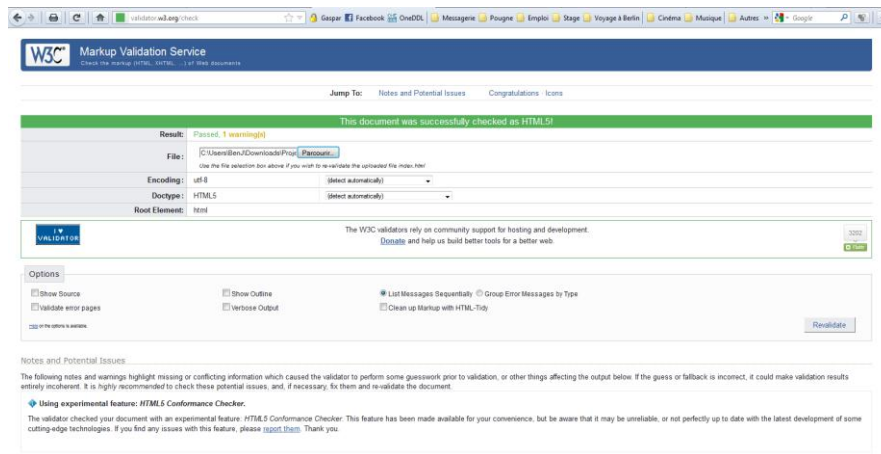 validator.w3.org/check
Gaspar Facebook OneDDL Messagerie Pougne Emploi Stage Voyage à Berlin Cinéma Musique Autres » Google
W3C Markup Validation Service
Check the markup (HTML, XHTML, ...) of Web documents
Jump To: Notes and Potential Issues Congratulations · Icons
This document was successfully checked as HTML5!
Result: Passed, 1 warning(s)
File: C:\Users\BenJ\Downloads\Proj Parcourir...
Use the file selection box above if you wish to re-validate the uploaded file index.html
Encoding: utf-8 (detect automatically)
Doctype: HTML5 (detect automatically)
Root Element: html
I ♥ VALIDATOR
The W3C validators rely on community support for hosting and development.
Donate and help us build better tools for a better web.
Options
Show Source Show Outline List Messages Sequentially Group Error Messages by Type
Validate error pages Verbose Output Clean up Markup with HTML-Tidy
Help on the options is available.
Revalidate
Notes and Potential Issues
The following notes and warnings highlight missing or conflicting information which caused the validator to perform some guesswork prior to validation, or other things affecting the output below. If the guess or fallback is incorrect, it could make validation results
entirely incoherent. It is highly recommended to check these potential issues, and, if necessary, fix them and re-validate the document.
Using experimental feature: HTML5 Conformance Checker.
The validator checked your document with an experimental feature: HTML5 Conformance Checker. This feature has been made available for your convenience, but be aware that it may be unreliable, or not perfectly up to date with the latest development of some
cutting-edge technologies. If you find any issues with this feature, please report them. Thank you.